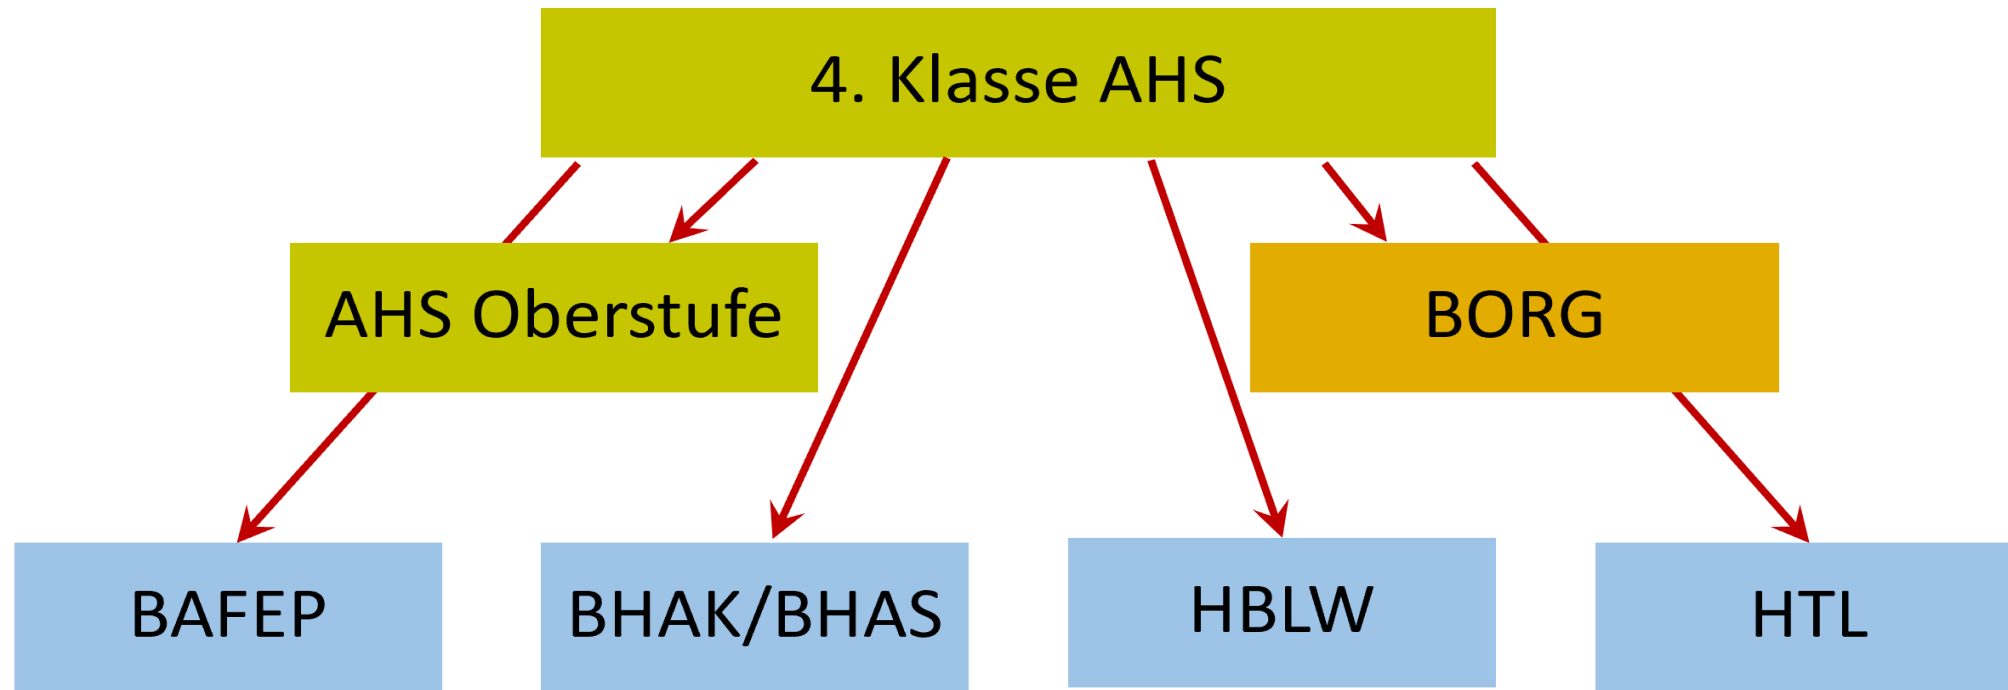 4. Klasse AHS
AHS Oberstufe
BORG
BAFEP
BHAK/BHAS
HBLW
HTL